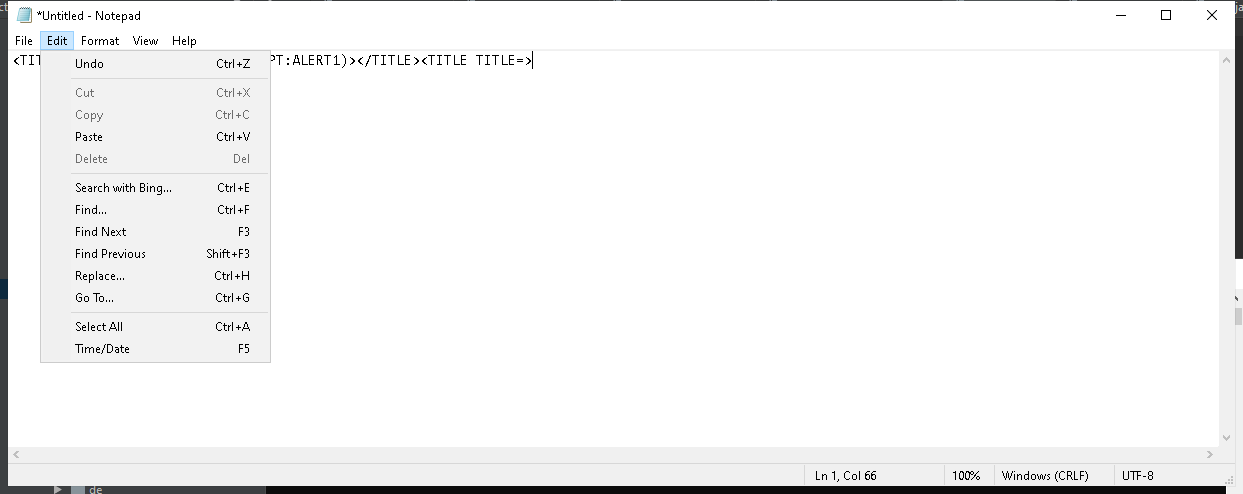 *Untitled - Notepad
File Edit Format View Help
<TIT PT:ALERT1)></TITLE><TITLE TITLE=>
Undo Ctrl+Z
Cut Ctrl+X
Copy Ctrl+C
Paste Ctrl+V
Delete Del
Search with Bing... Ctrl+E
Find... Ctrl+F
Find Next F3
Find Previous Shift+F3
Replace... Ctrl+H
Go To... Ctrl+G
Select All Ctrl+A
Time/Date F5
Ln 1, Col 66 100% Windows (CRLF) UTF-8
de